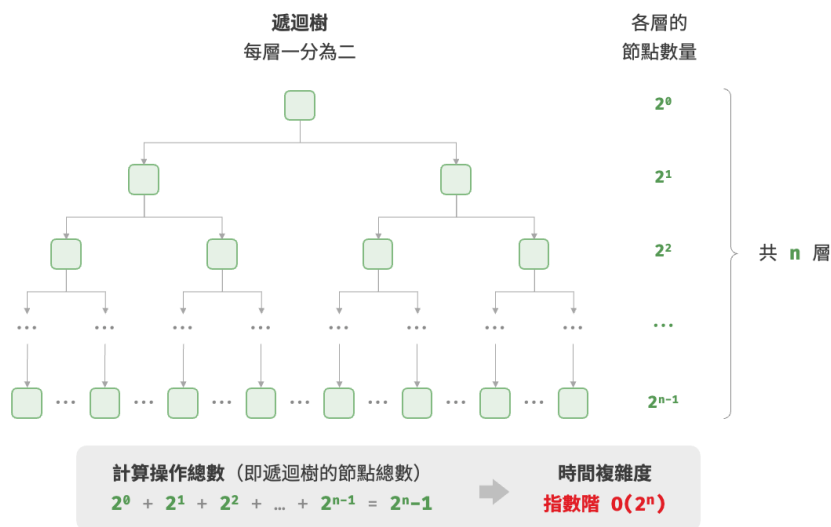 遞迴樹
每層一分為二
各層的
節點數量
2⁰
2¹
2²
...
2ⁿ⁻¹
共 n 層
... ... ... ... ... ... ... ...
... ... ... ... ... ... ...
計算操作總數（即遞迴樹的節點總數）
2⁰ + 2¹ + 2² + … + 2ⁿ⁻¹ = 2ⁿ−1
時間複雜度
指數階 O(2ⁿ)